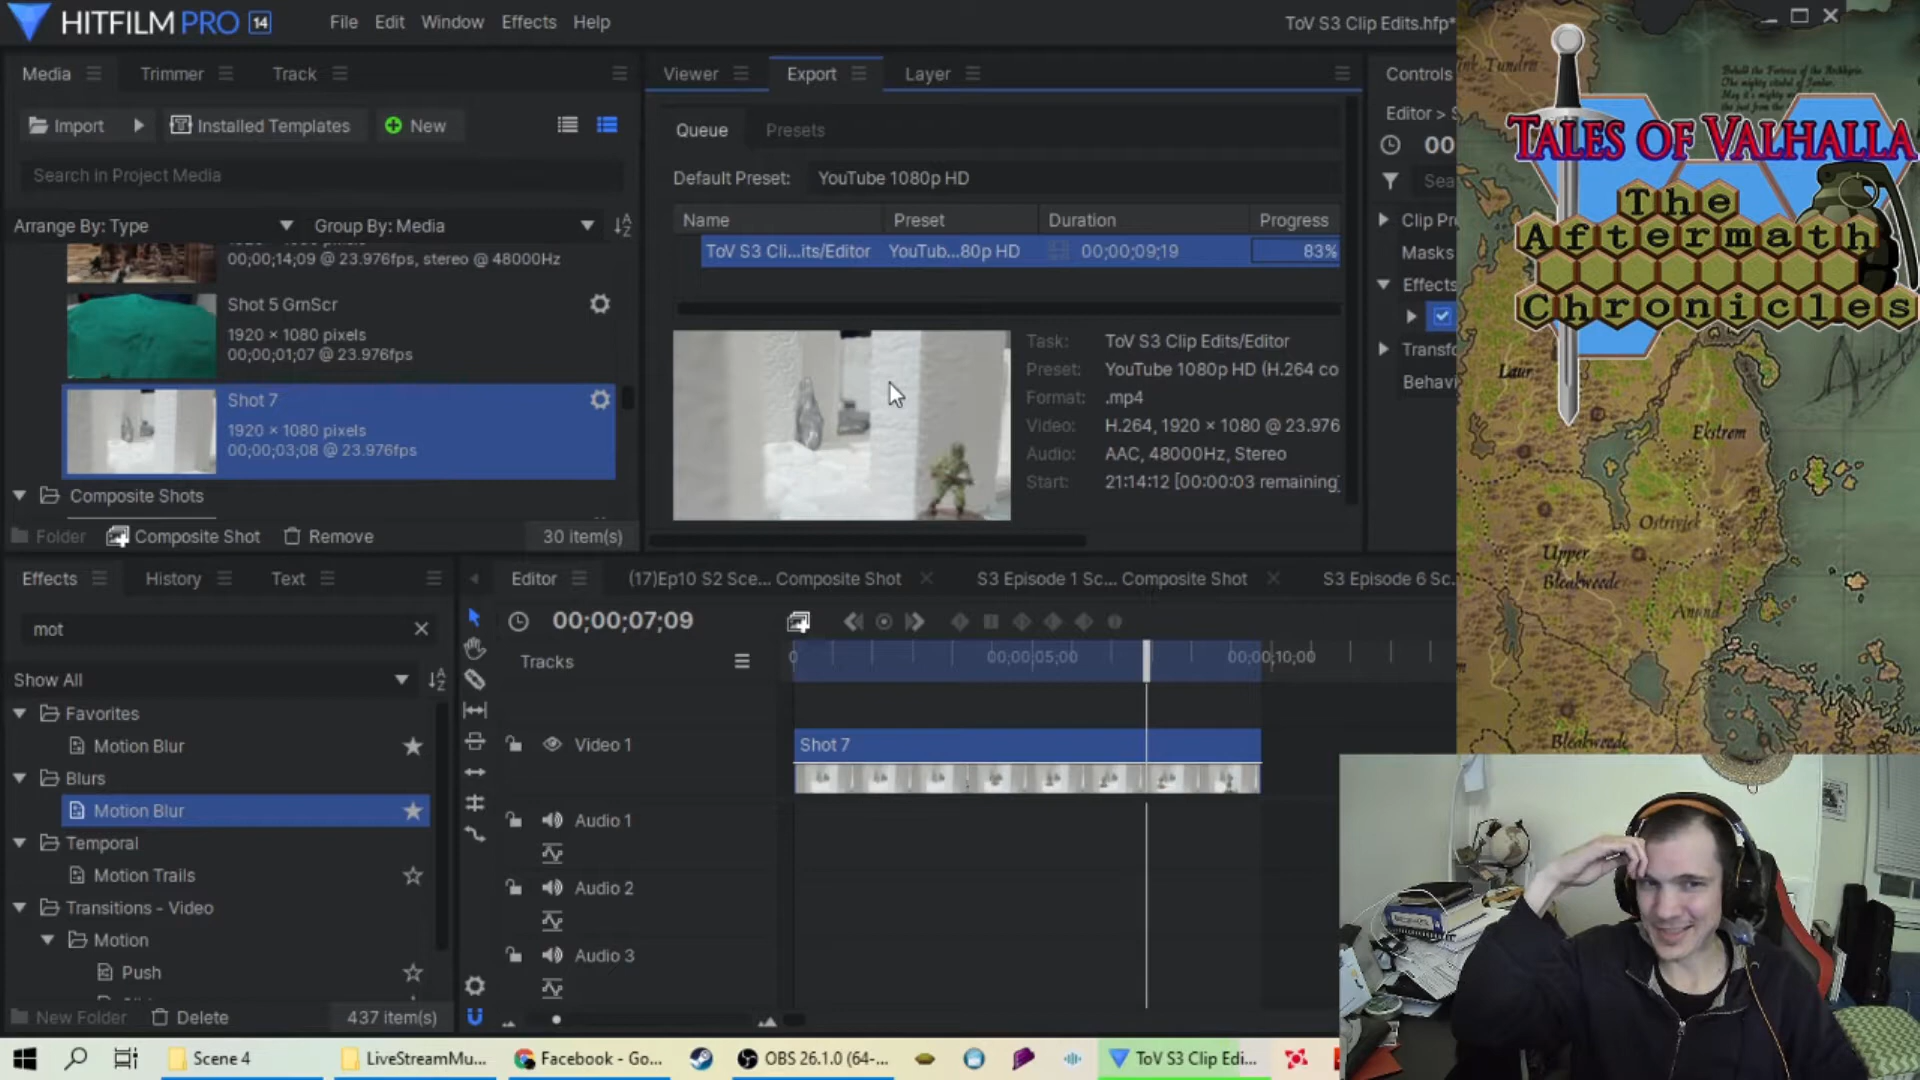 HITFILM PRO 14
File Edit Window Effects Help
ToV S3 Clip Edits.hfp*
Media
Trimmer
Track
Import
Installed Templates
New
Search in Project Media
Arrange By: Type
Group By: Media
00;00;14;09 @ 23.976fps, stereo @ 48000Hz
Shot 5 GrnScr
1920 × 1080 pixels
00;00;01;07 @ 23.976fps
Shot 7
1920 × 1080 pixels
00;00;03;08 @ 23.976fps
Composite Shots
Folder
Composite Shot
Remove
30 item(s)
Viewer
Export
Layer
Queue
Presets
Default Preset: YouTube 1080p HD
Name Preset Duration Progress
ToV S3 Cli...its/Editor YouTub...80p HD 00;00;09;19 83%
Task: ToV S3 Clip Edits/Editor
Preset: YouTube 1080p HD (H.264 co
Format: .mp4
Video: H.264, 1920 × 1080 @ 23.976
Audio: AAC, 48000Hz, Stereo
Start: 21:14:12 [00:00:03 remaining]
Controls
Editor > S
00
Sea
Clip Pr
Masks
Effects
Transfo
Behavi
TALES OF VALHALLA
The
Aftermath
Chronicles
Laur
Ekstrem
Ostrivich
Upper
Bleakwoode
Anund
Bleakwoode
Effects
History
Text
mot
Show All
Favorites
Motion Blur
Blurs
Motion Blur
Temporal
Motion Trails
Transitions - Video
Motion
Push
New Folder
Delete
437 item(s)
Editor
(17)Ep10 S2 Sce... Composite Shot
S3 Episode 1 Sc... Composite Shot
S3 Episode 6 Sc.
00;00;07;09
Tracks
0
00;00;05;00
00;00;10;00
Video 1
Shot 7
Audio 1
Audio 2
Audio 3
Scene 4
LiveStreamMu...
Facebook - Go...
OBS 26.1.0 (64-...
ToV S3 Clip Edi...